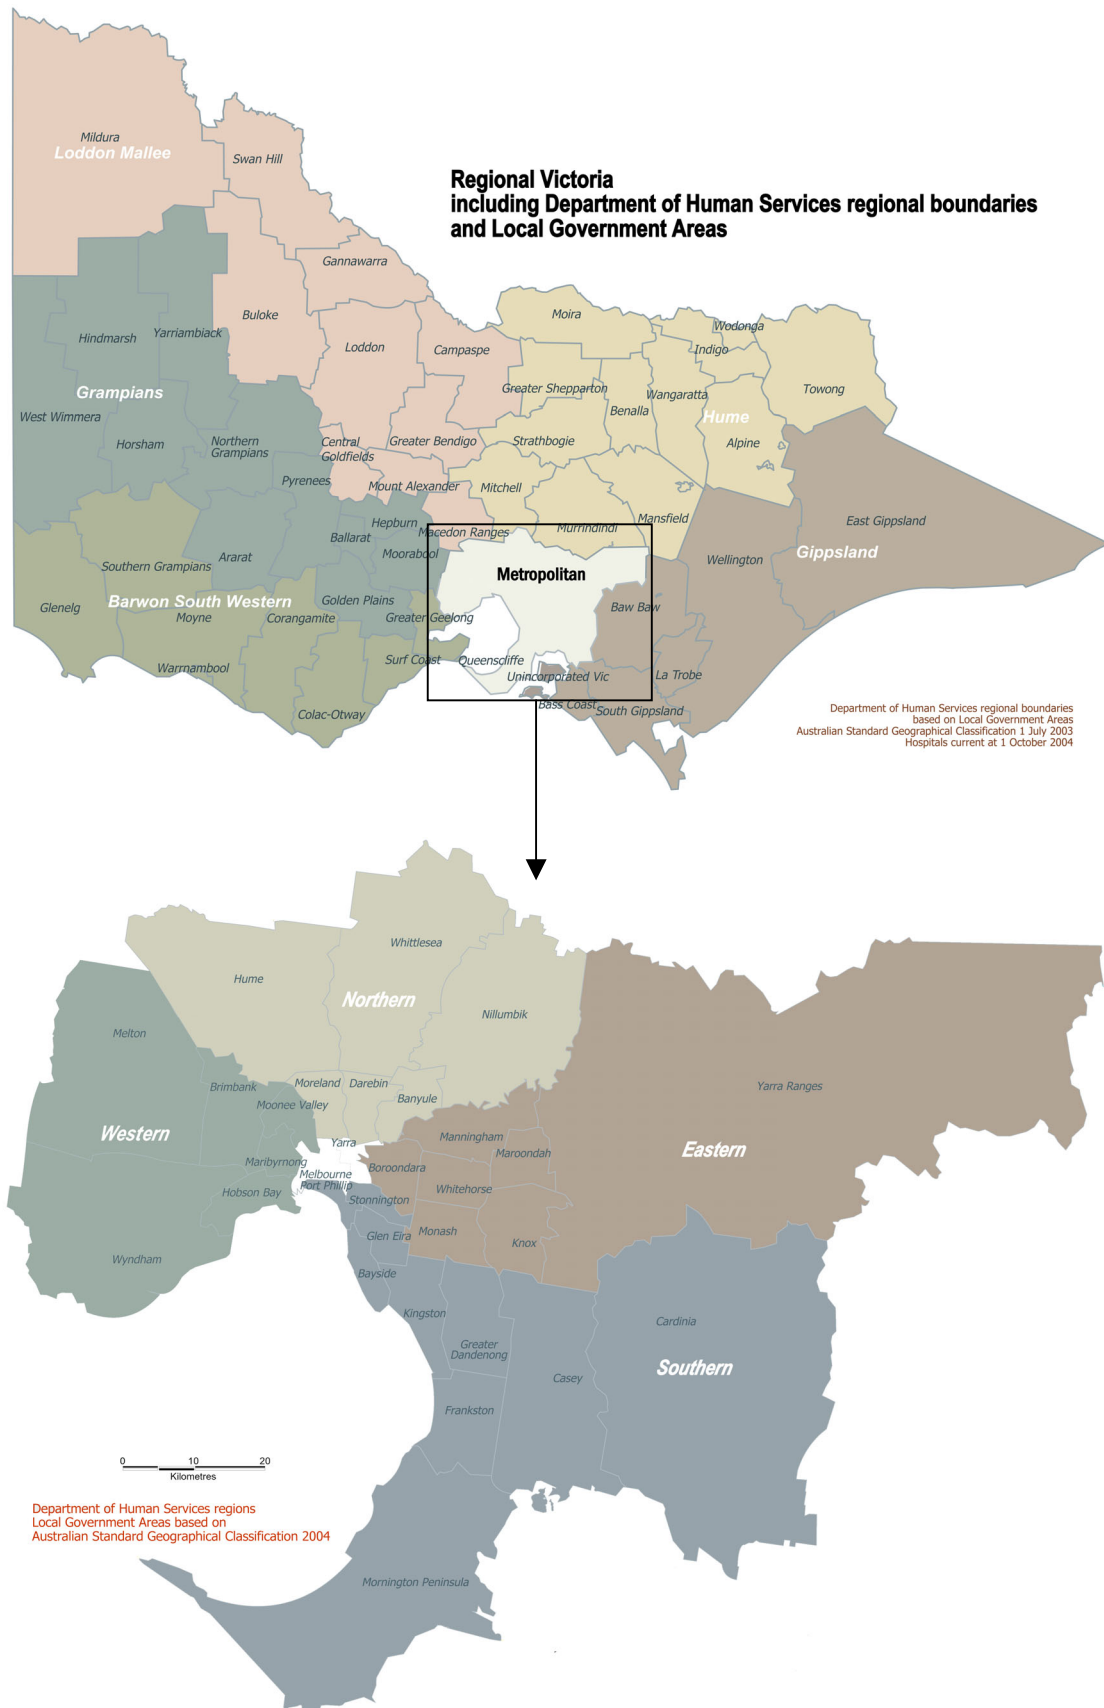 Mildura
Loddon Mallee
Swan Hill
Regional Victoria
including Department of Human Services regional boundaries
and Local Government Areas
Gannawarra
Buloke
Moira
Wodonga
Hindmarsh
Yarriambiack
Loddon
Campaspe
Indigo
Grampians
Greater Shepparton
Wangaratta
Towong
West Wimmera
Benalla
Hume
Horsham
Northern
Grampians
Central
Goldfields
Greater Bendigo
Strathbogie
Alpine
Pyrenees
Mount Alexander
Mitchell
Mansfield
East Gippsland
Hepburn
Macedon Ranges
Murrindindi
Ballarat
Moorabool
Ararat
Wellington
Gippsland
Southern Grampians
Metropolitan
Glenelg
Barwon South Western
Golden Plains
Baw Baw
Moyne
Corangamite
Greater Geelong
Warrnambool
Surf Coast
Queenscliffe
Unincorporated Vic
La Trobe
Bass Coast
South Gippsland
Colac-Otway
Department of Human Services regional boundaries
based on Local Government Areas
Australian Standard Geographical Classification 1 July 2003
Hospitals current at 1 October 2004
Whittlesea
Hume
Northern
Nillumbik
Melton
Brimbank
Moreland
Darebin
Yarra Ranges
Moonee Valley
Banyule
Western
Yarra
Manningham
Maroondah
Eastern
Maribyrnong
Melbourne
Port Phillip
Boroondara
Hobson Bay
Stonnington
Whitehorse
Glen Eira
Monash
Knox
Wyndham
Bayside
Kingston
Cardinia
Greater
Dandenong
Southern
Casey
Frankston
0 10 20
Kilometres
Department of Human Services regions
Local Government Areas based on
Australian Standard Geographical Classification 2004
Mornington Peninsula